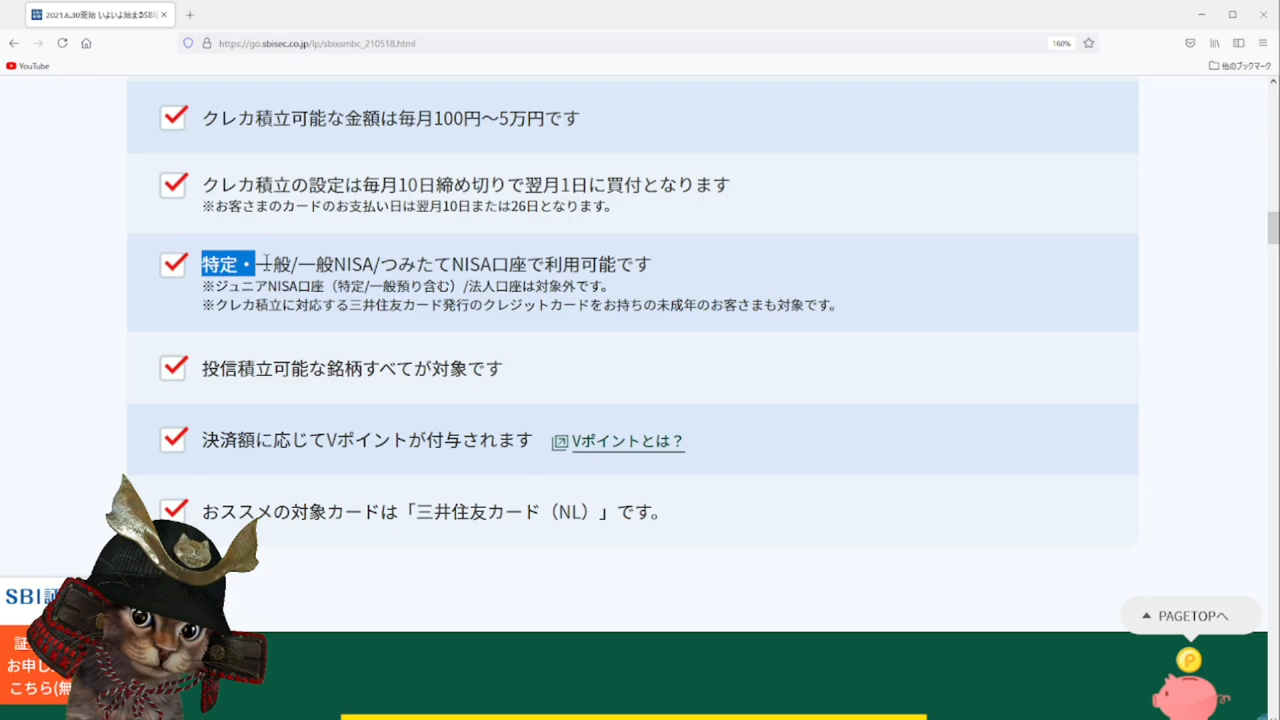 2021.6.30開始 いよいよ始まるSBI
https://go.sbisec.co.jp/lp/sbixsmbc_210518.html
160%
YouTube
他のブックマーク
クレカ積立可能な金額は毎月100円～5万円です
クレカ積立の設定は毎月10日締め切りで翌月1日に買付となります
※お客さまのカードのお支払い日は翌月10日または26日となります。
特定・一般/一般NISA/つみたてNISA口座で利用可能です
※ジュニアNISA口座（特定/一般預り含む）/法人口座は対象外です。
※クレカ積立に対応する三井住友カード発行のクレジットカードをお持ちの未成年のお客さまも対象です。
投信積立可能な銘柄すべてが対象です
決済額に応じてVポイントが付与されます
Vポイントとは？
おススメの対象カードは「三井住友カード（NL）」です。
SBI証
証
お申し
こちら(無
PAGETOPへ
P